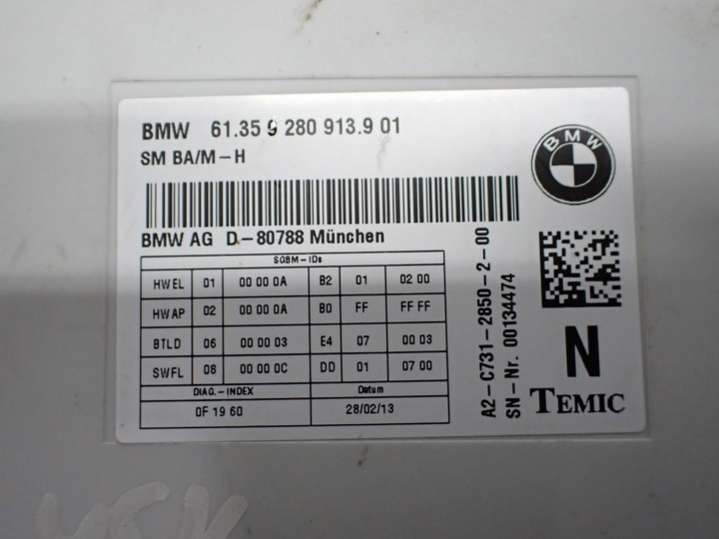 BMW 61.35 9 280 913.9 01
SM BA/M-H
BMW
BMW AG D-80788 München
SGBM-IDs
HWEL 01 00 00 0A B2 01 02 00
HWAP 02 00 00 0A B0 FF FF FF
BTLD 06 00 00 03 E4 07 00 03
SWFL 08 00 00 0C DD 01 07 00
DIAG.-INDEX Datum
0F 19 60 28/02/13
A2-C731-2850-2-00
SN-Nr. 00134474
N
TEMIC